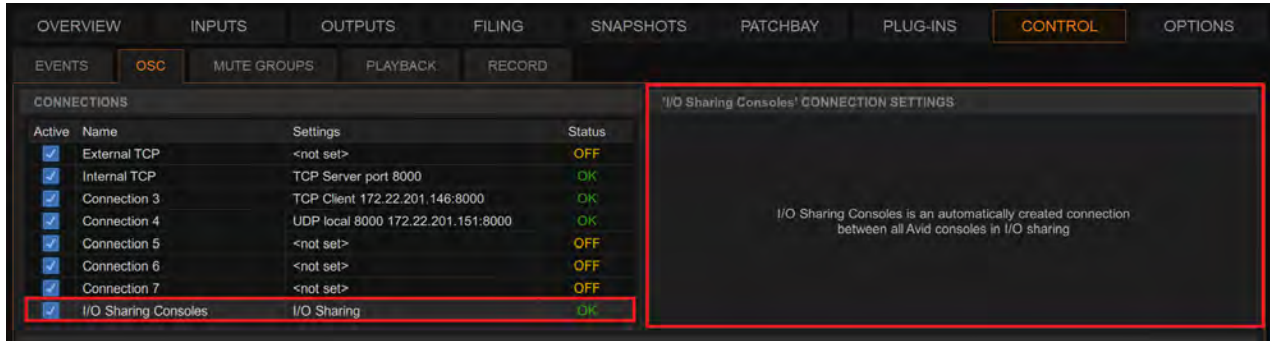 OVERVIEW INPUTS OUTPUTS FILING SNAPSHOTS PATCHBAY PLUG-INS CONTROL OPTIONS
EVENTS OSC MUTE GROUPS PLAYBACK RECORD
CONNECTIONS
Active Name Settings Status
External TCP <not set> OFF
Internal TCP TCP Server port 8000 OK
Connection 3 TCP Client 172.22.201.146:8000 OK
Connection 4 UDP local 8000 172.22.201.151:8000 OK
Connection 5 <not set> OFF
Connection 6 <not set> OFF
Connection 7 <not set> OFF
I/O Sharing Consoles I/O Sharing OK
'I/O Sharing Consoles' CONNECTION SETTINGS
I/O Sharing Consoles is an automatically created connection
between all Avid consoles in I/O sharing